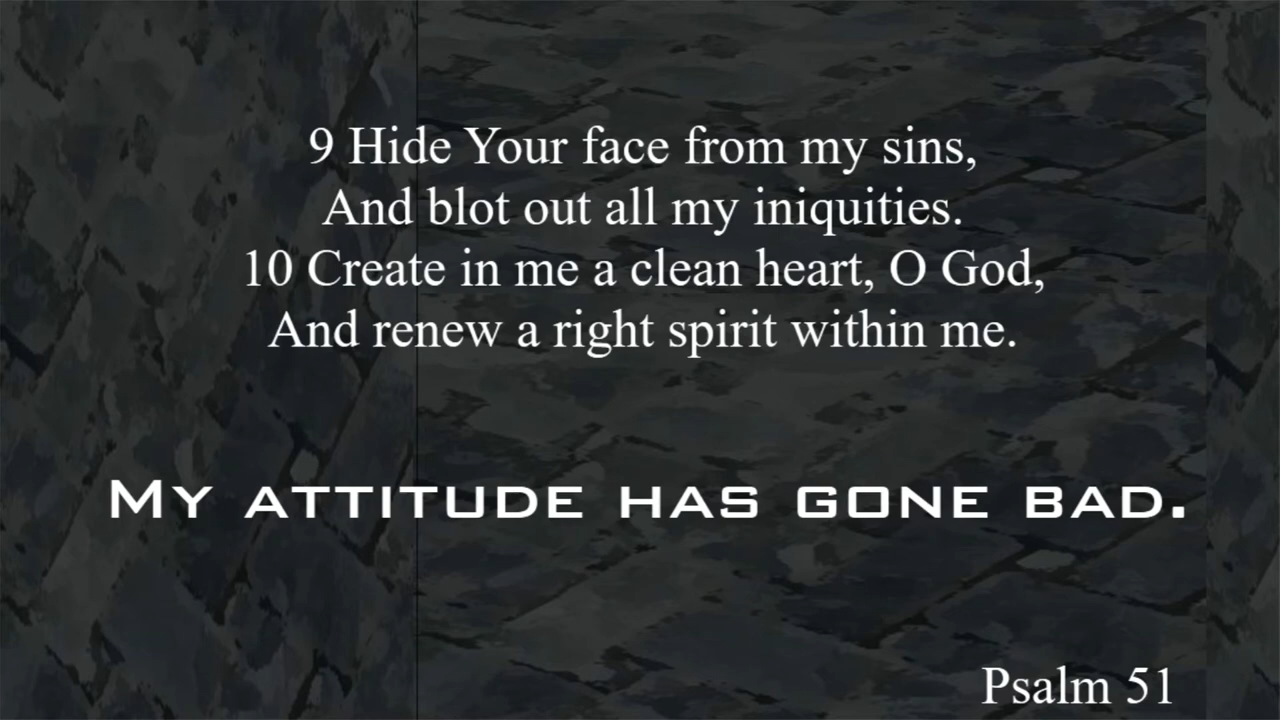 9 Hide Your face from my sins,
And blot out all my iniquities.
10 Create in me a clean heart, O God,
And renew a right spirit within me.
My attitude has gone bad.
Psalm 51